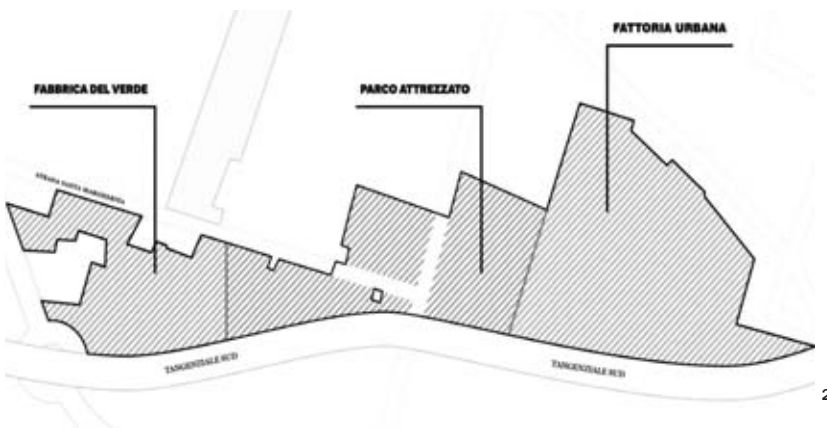 FATTORIA URBANA
FABBRICA DEL VERDE
PARCO ATTREZZATO
STRADA SANTA MARGHERITA
TANGENZIALE SUD
TANGENZIALE SUD
2